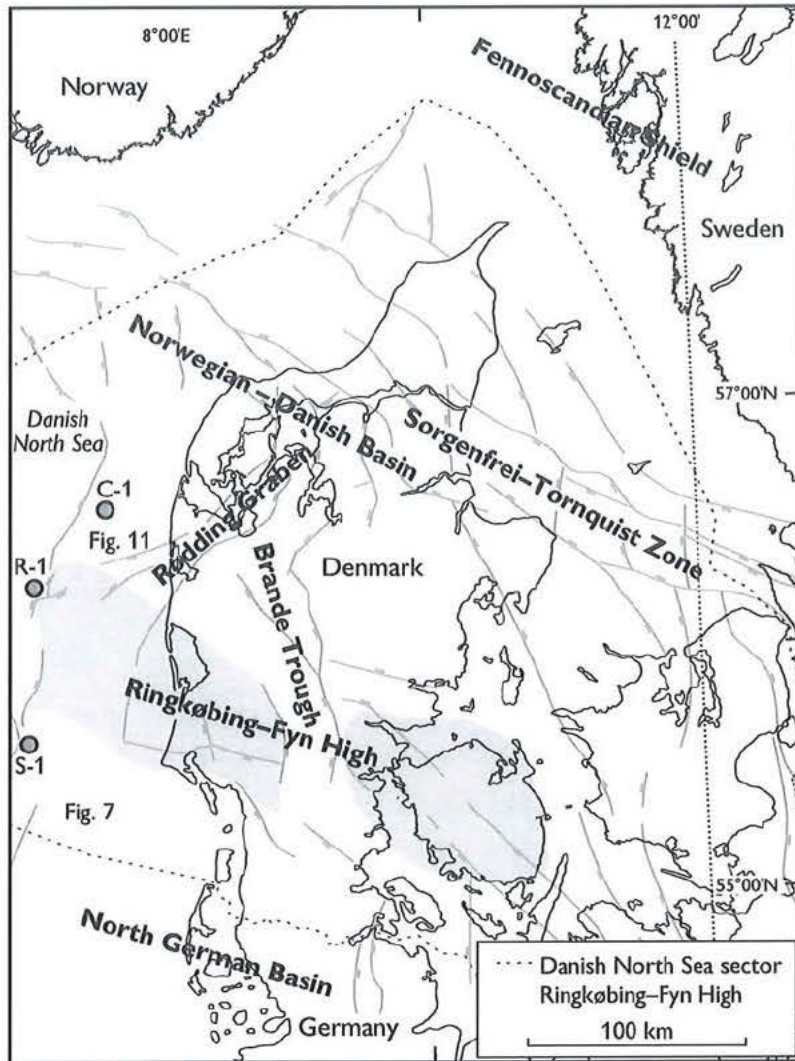 8°00'E
12°00'
Norway
Fennoscandian Shield
Sweden
57°00'N
Norwegian – Danish Basin
Sorgenfrei–Tornquist Zone
Danish
North Sea
C-1
Fig. 11
Rødding Graben
R-1
Brande Trough
Denmark
Ringkøbing–Fyn High
S-1
Fig. 7
55°00'N
North German Basin
Germany
Danish North Sea sector
Ringkøbing–Fyn High
100 km